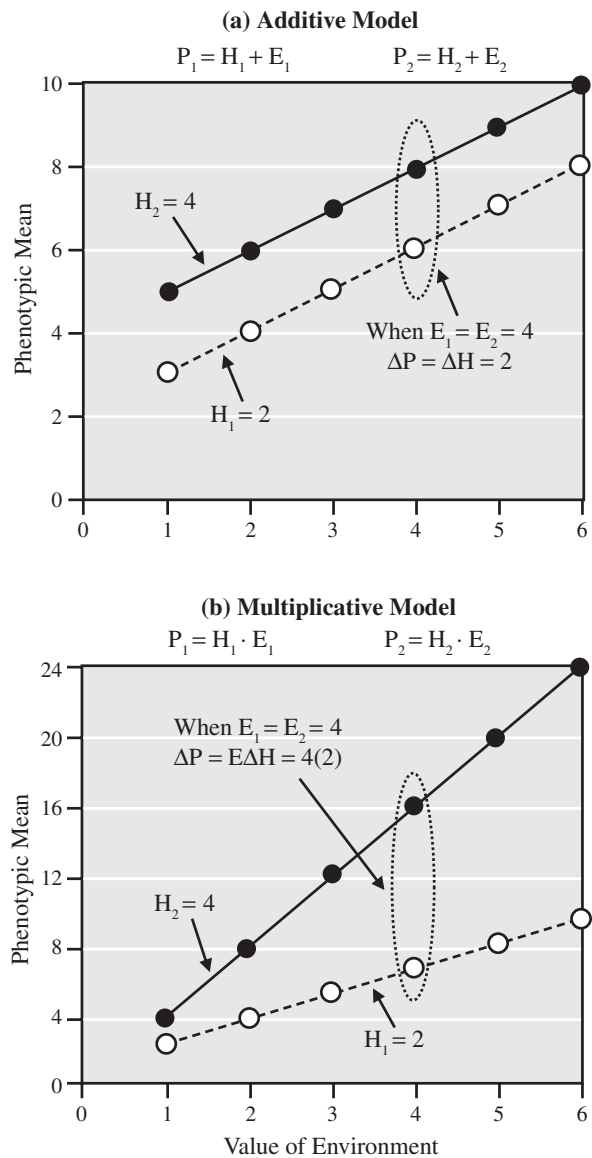 (a) Additive Model
P₁ = H₁ + E₁ P₂ = H₂ + E₂
10
8
6
4
2
0
Phenotypic Mean
H₂ = 4
H₁ = 2
When E₁ = E₂ = 4
ΔP = ΔH = 2
0 1 2 3 4 5 6
(b) Multiplicative Model
P₁ = H₁ · E₁ P₂ = H₂ · E₂
24
20
16
12
8
4
0
Phenotypic Mean
When E₁ = E₂ = 4
ΔP = EΔH = 4(2)
H₂ = 4
H₁ = 2
0 1 2 3 4 5 6
Value of Environment